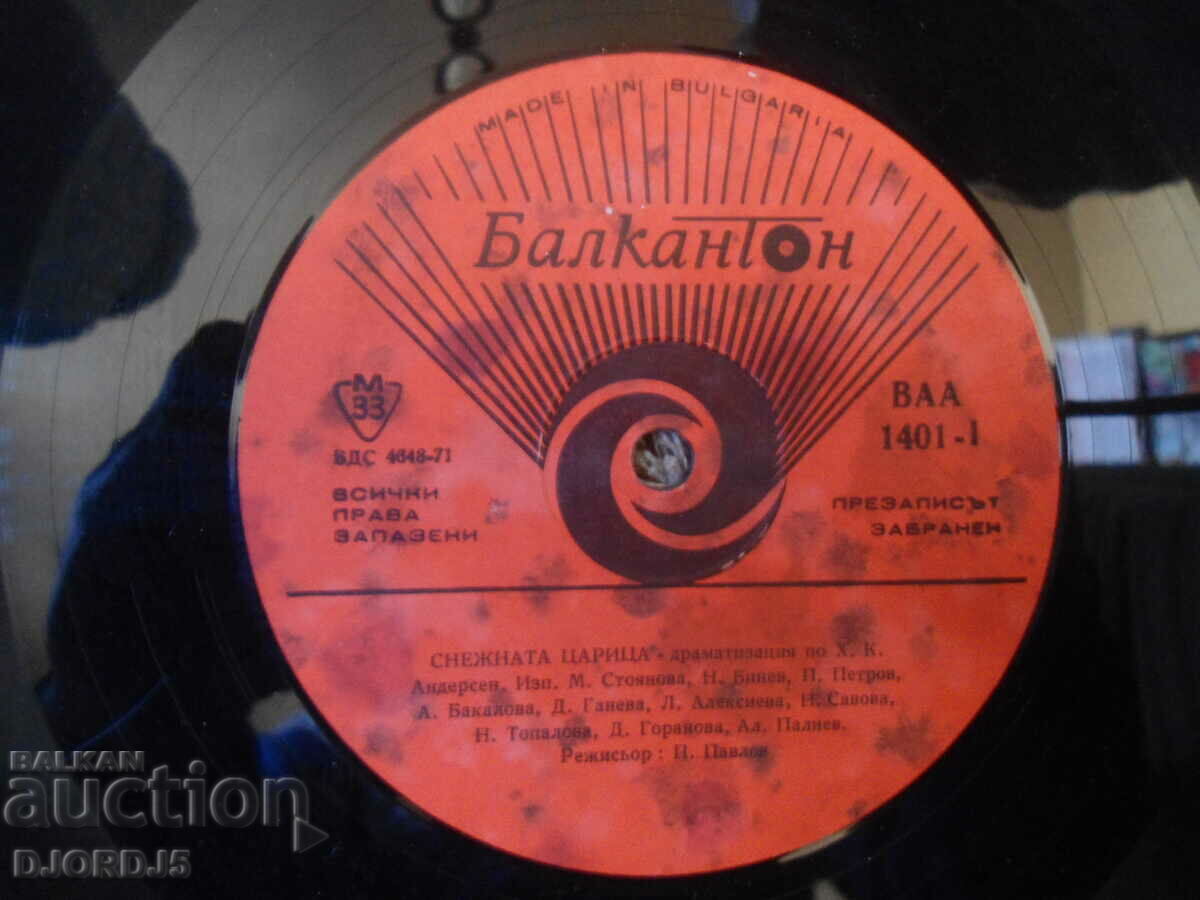 MADE IN BULGARIA
Балкантон
М
33
БДС 4648-71
ВСИЧКИ
ПРАВА
ЗАПАЗЕНИ
ВАА
1401-I
ПРЕЗАПИСЪТ
ЗАБРАНЕН
СНЕЖНАТА ЦАРИЦА - драматизация по Х. К.
Андерсен. Изп. М. Стоянова, Н. Бинев, П. Петров,
А. Бакалова, Д. Ганева, Л. Алексиева, Н. Савова,
Н. Топалова, Д. Горанова, Ал. Палиев.
Режисьор : Павлов
BALKAN
auction
DJORD_J5